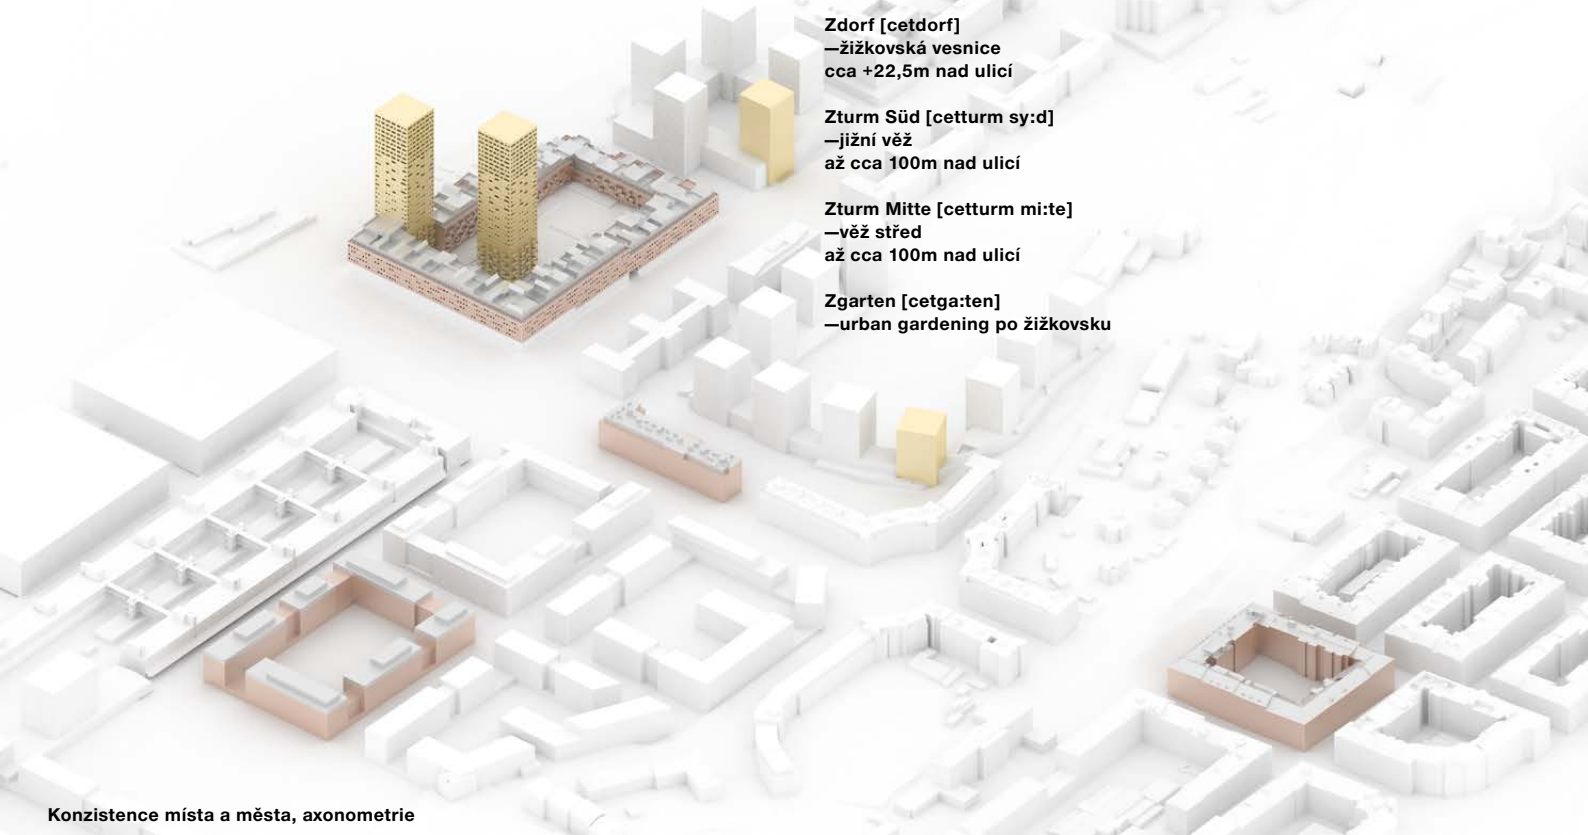 Zdorf [cetdorf]
—žižkovská vesnice
cca +22,5m nad ulicí
Zturm Süd [cetturm sy:d]
—jižní věž
až cca 100m nad ulicí
Zturm Mitte [cetturm mi:te]
—věž střed
až cca 100m nad ulicí
Zgarten [cetga:ten]
—urban gardening po žižkovsku
Konzistence místa a města, axonometrie